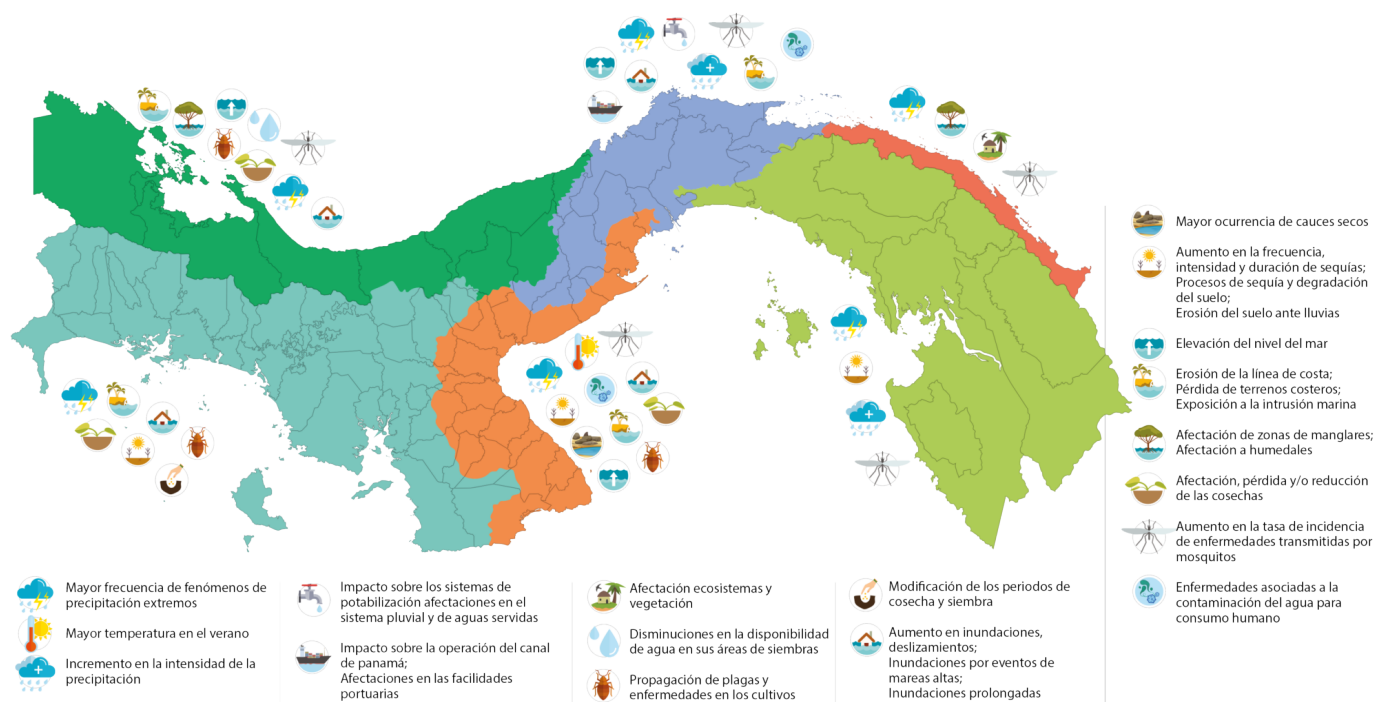 Mayor ocurrencia de cauces secos
Aumento en la frecuencia,
intensidad y duración de sequías;
Procesos de sequía y degradación
del suelo;
Erosión del suelo ante lluvias
Elevación del nivel del mar
Erosión de la línea de costa;
Pérdida de terrenos costeros;
Exposición a la intrusión marina
Afectación de zonas de manglares;
Afectación a humedales
Afectación, pérdida y/o reducción
de las cosechas
Aumento en la tasa de incidencia
de enfermedades transmitidas por
mosquitos
Enfermedades asociadas a la
contaminación del agua para
consumo humano
Mayor frecuencia de fenómenos de
precipitación extremos
Mayor temperatura en el verano
Incremento en la intensidad de la
precipitación
Impacto sobre los sistemas de
potabilización afectaciones en el
sistema pluvial y de aguas servidas
Impacto sobre la operación del canal
de panamá;
Afectaciones en las facilidades
portuarias
Afectación ecosistemas y
vegetación
Disminuciones en la disponibilidad
de agua en sus áreas de siembras
Propagación de plagas y
enfermedades en los cultivos
Modificación de los periodos de
cosecha y siembra
Aumento en inundaciones,
deslizamientos;
Inundaciones por eventos de
mareas altas;
Inundaciones prolongadas